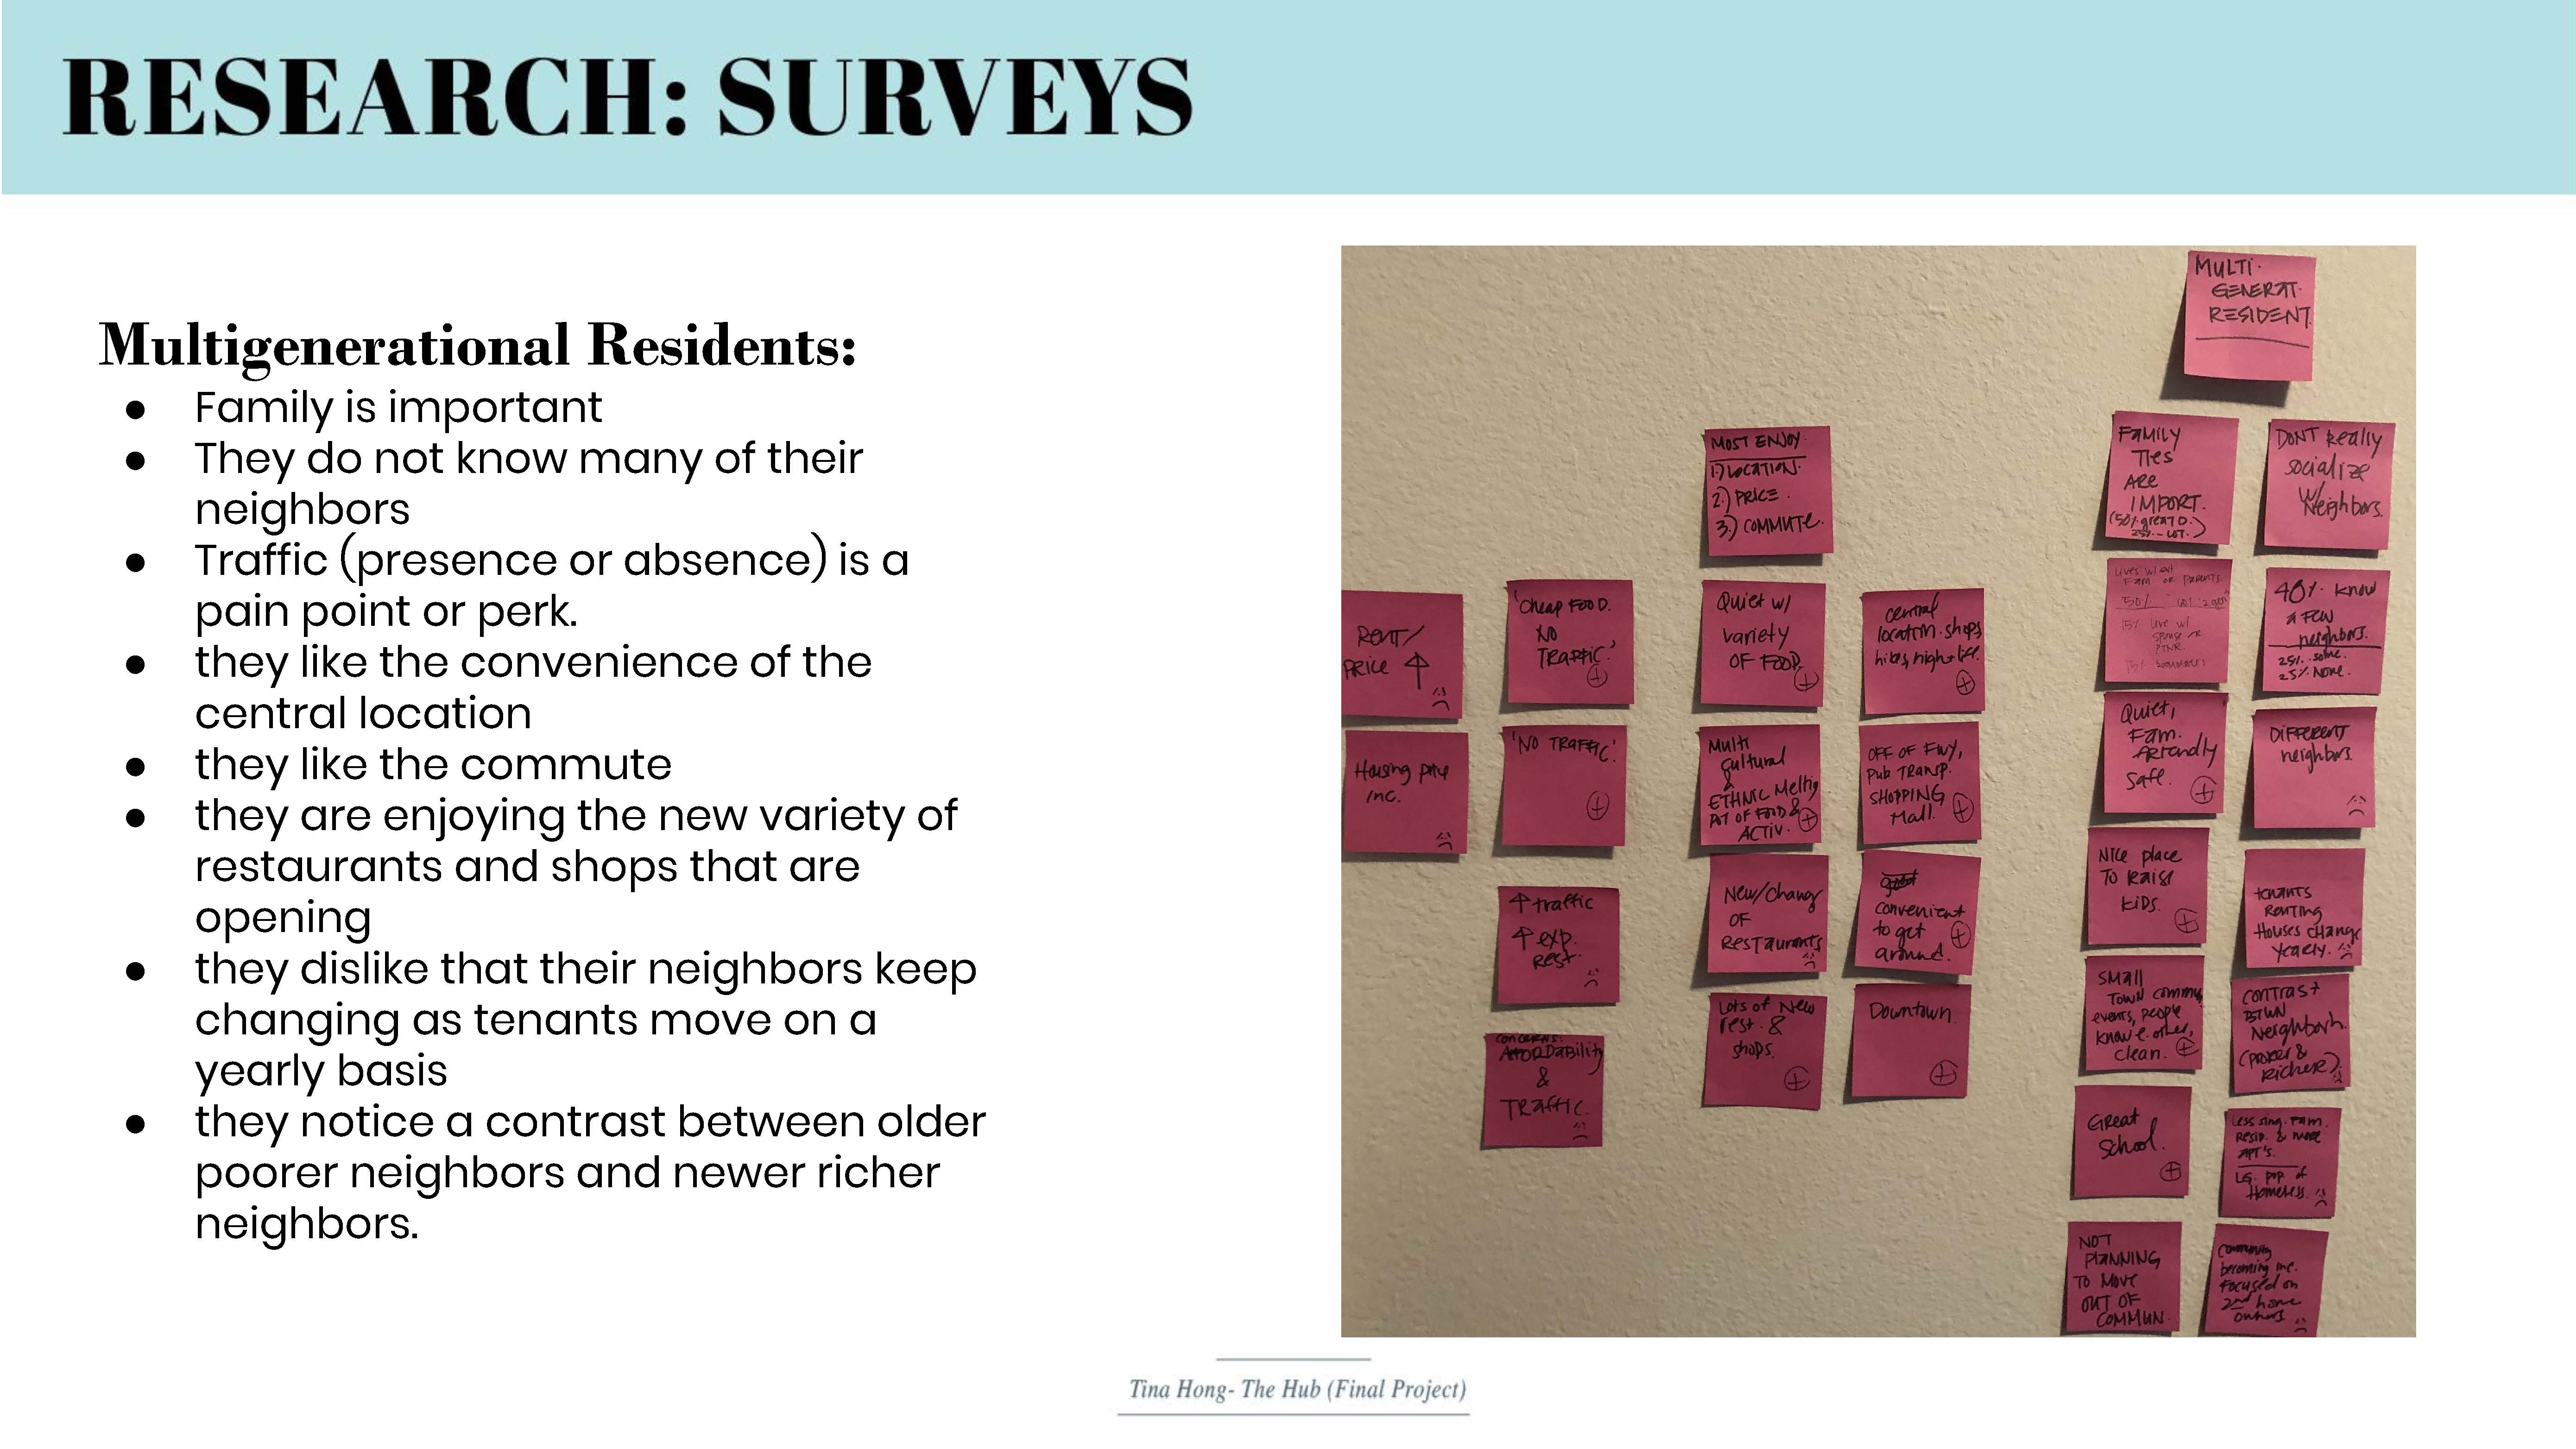 RESEARCH: SURVEYS
Multigenerational Residents:
● Family is important
● They do not know many of their
neighbors
● Traffic (presence or absence) is a
pain point or perk.
● they like the convenience of the
central location
● they like the commute
● they are enjoying the new variety of
restaurants and shops that are
opening
● they dislike that their neighbors keep
changing as tenants move on a
yearly basis
● they notice a contrast between older
poorer neighbors and newer richer
neighbors.
MULTI-
GENERAT.
RESIDENT.
MOST ENJOY
1) LOCATION.
2.) PRICE.
3.) COMMUTE.
FAMILY
TIES
ARE
IMPORT.
(50% great D.
25% - LOT.)
DON'T Really
socialize
w/
Neighbors.
RENT/
PRICE ↑
'Cheap FOOD.
NO
TRAFFIC.'
Quiet w/
variety
OF FOOD.
central
location. shops
hikes, night life.
Fam or parents.
50%
15% live w/
spouse or
PTNR.
40% know
a FEW
neighbors.
25% some.
25% None.
Housing price
inc.
'NO TRAFFIC'.
Multi
cultural
&
ETHNIC Melting
POT OF FOOD &
ACTIV.
OFF OF Fwy,
Pub TRANSP.
SHOPPING
Mall.
Quiet,
Fam.
friendly
safe.
DIFFERENT
neighbors.
↑ traffic
↑ exp.
Rest.
New/Chang
OF
Restaurants
convenient
to get
around.
Nice place
To Raise
kids.
tenants
Renting
Houses change
yearly.
concerns:
AFFORDability
&
TRaffic.
Lots of New
rest. &
shops.
Downtown.
SMall
Town commu
events, people
know e. other,
clean.
contrast
BTWN
Neighborh.
(POORER &
Richer)
Great
School.
Less sing. Fam.
Resid. & more
APT's.
LG. pop. of
Homeless.
NOT
PLANNING
TO MOVE
OUT OF
COMMUN.
Community
becoming inc.
Focused on
2nd home
owners
Tina Hong- The Hub (Final Project)